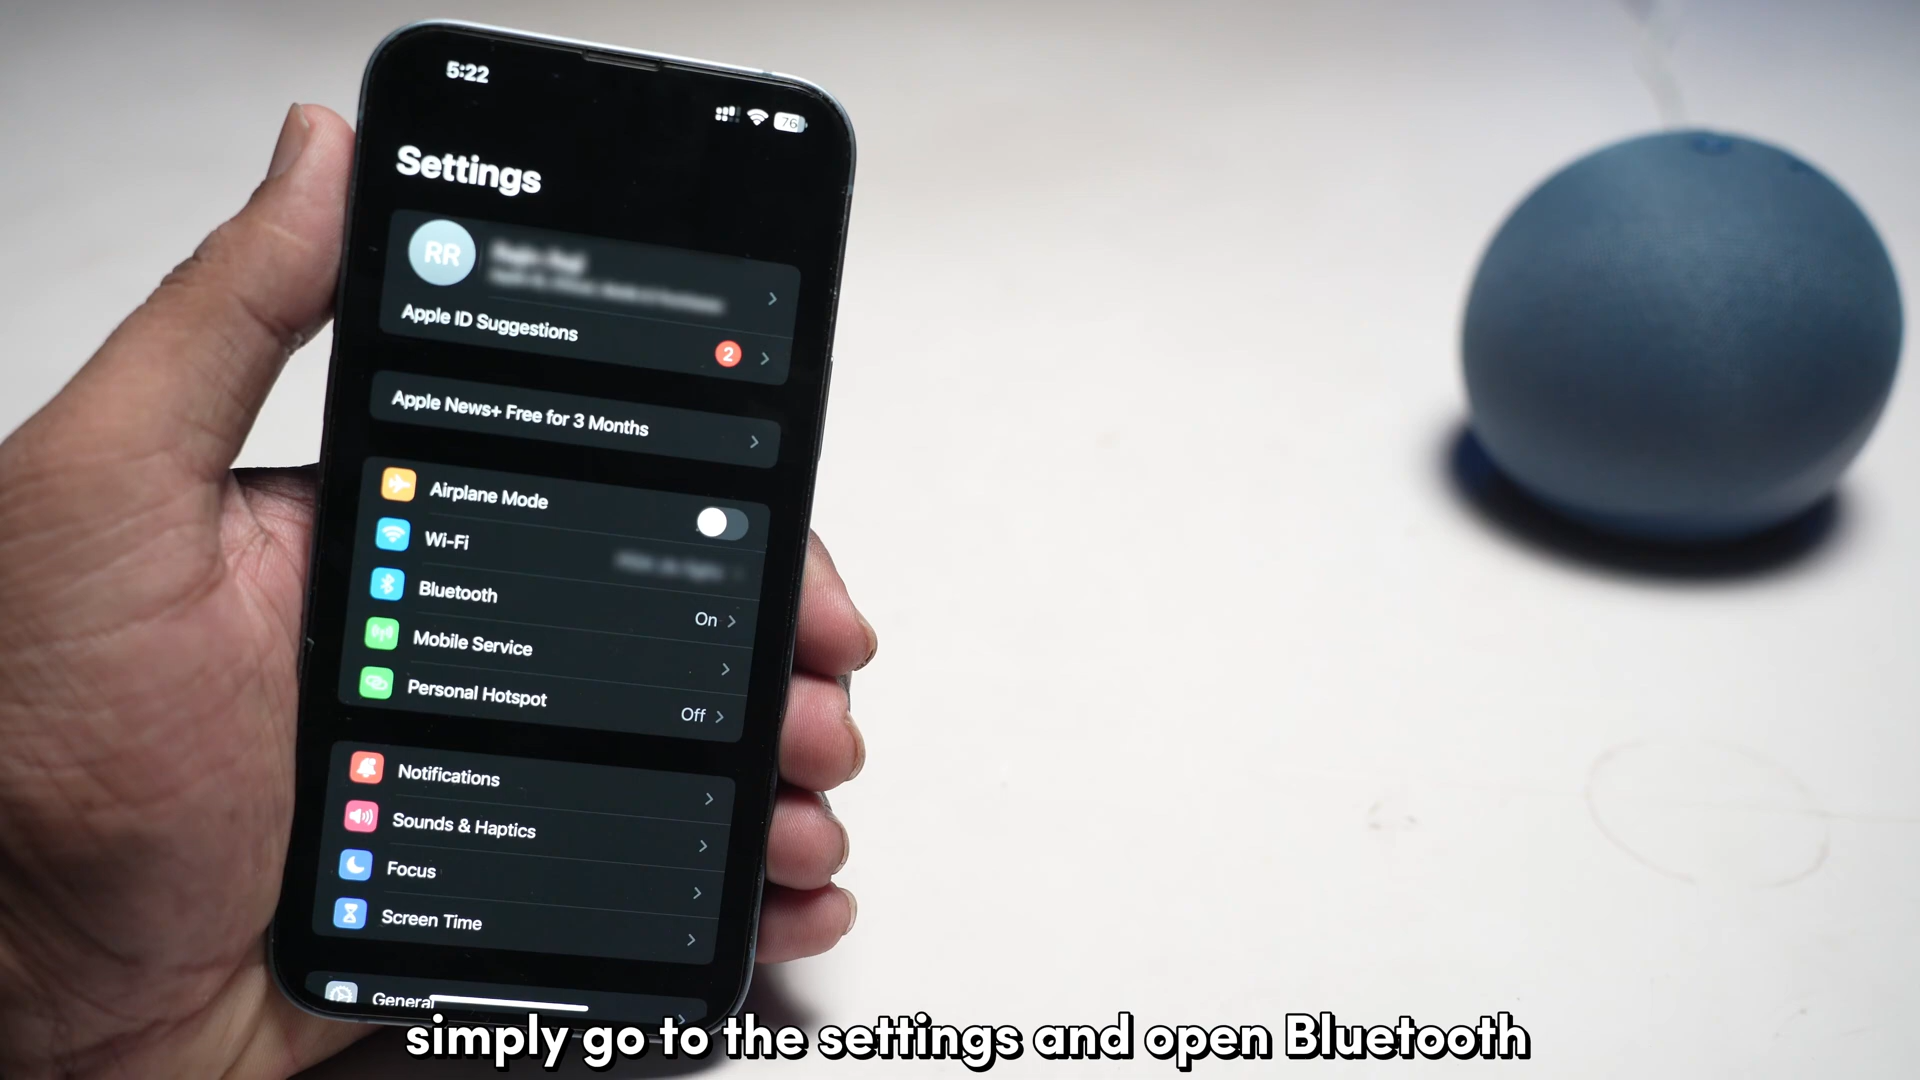 5:22
76
Settings
RR
Apple ID Suggestions
2
Apple News+ Free for 3 Months
Airplane Mode
Wi-Fi
Bluetooth
On
Mobile Service
Personal Hotspot
Off
Notifications
Sounds & Haptics
Focus
Screen Time
General
simply go to the settings and open Bluetooth